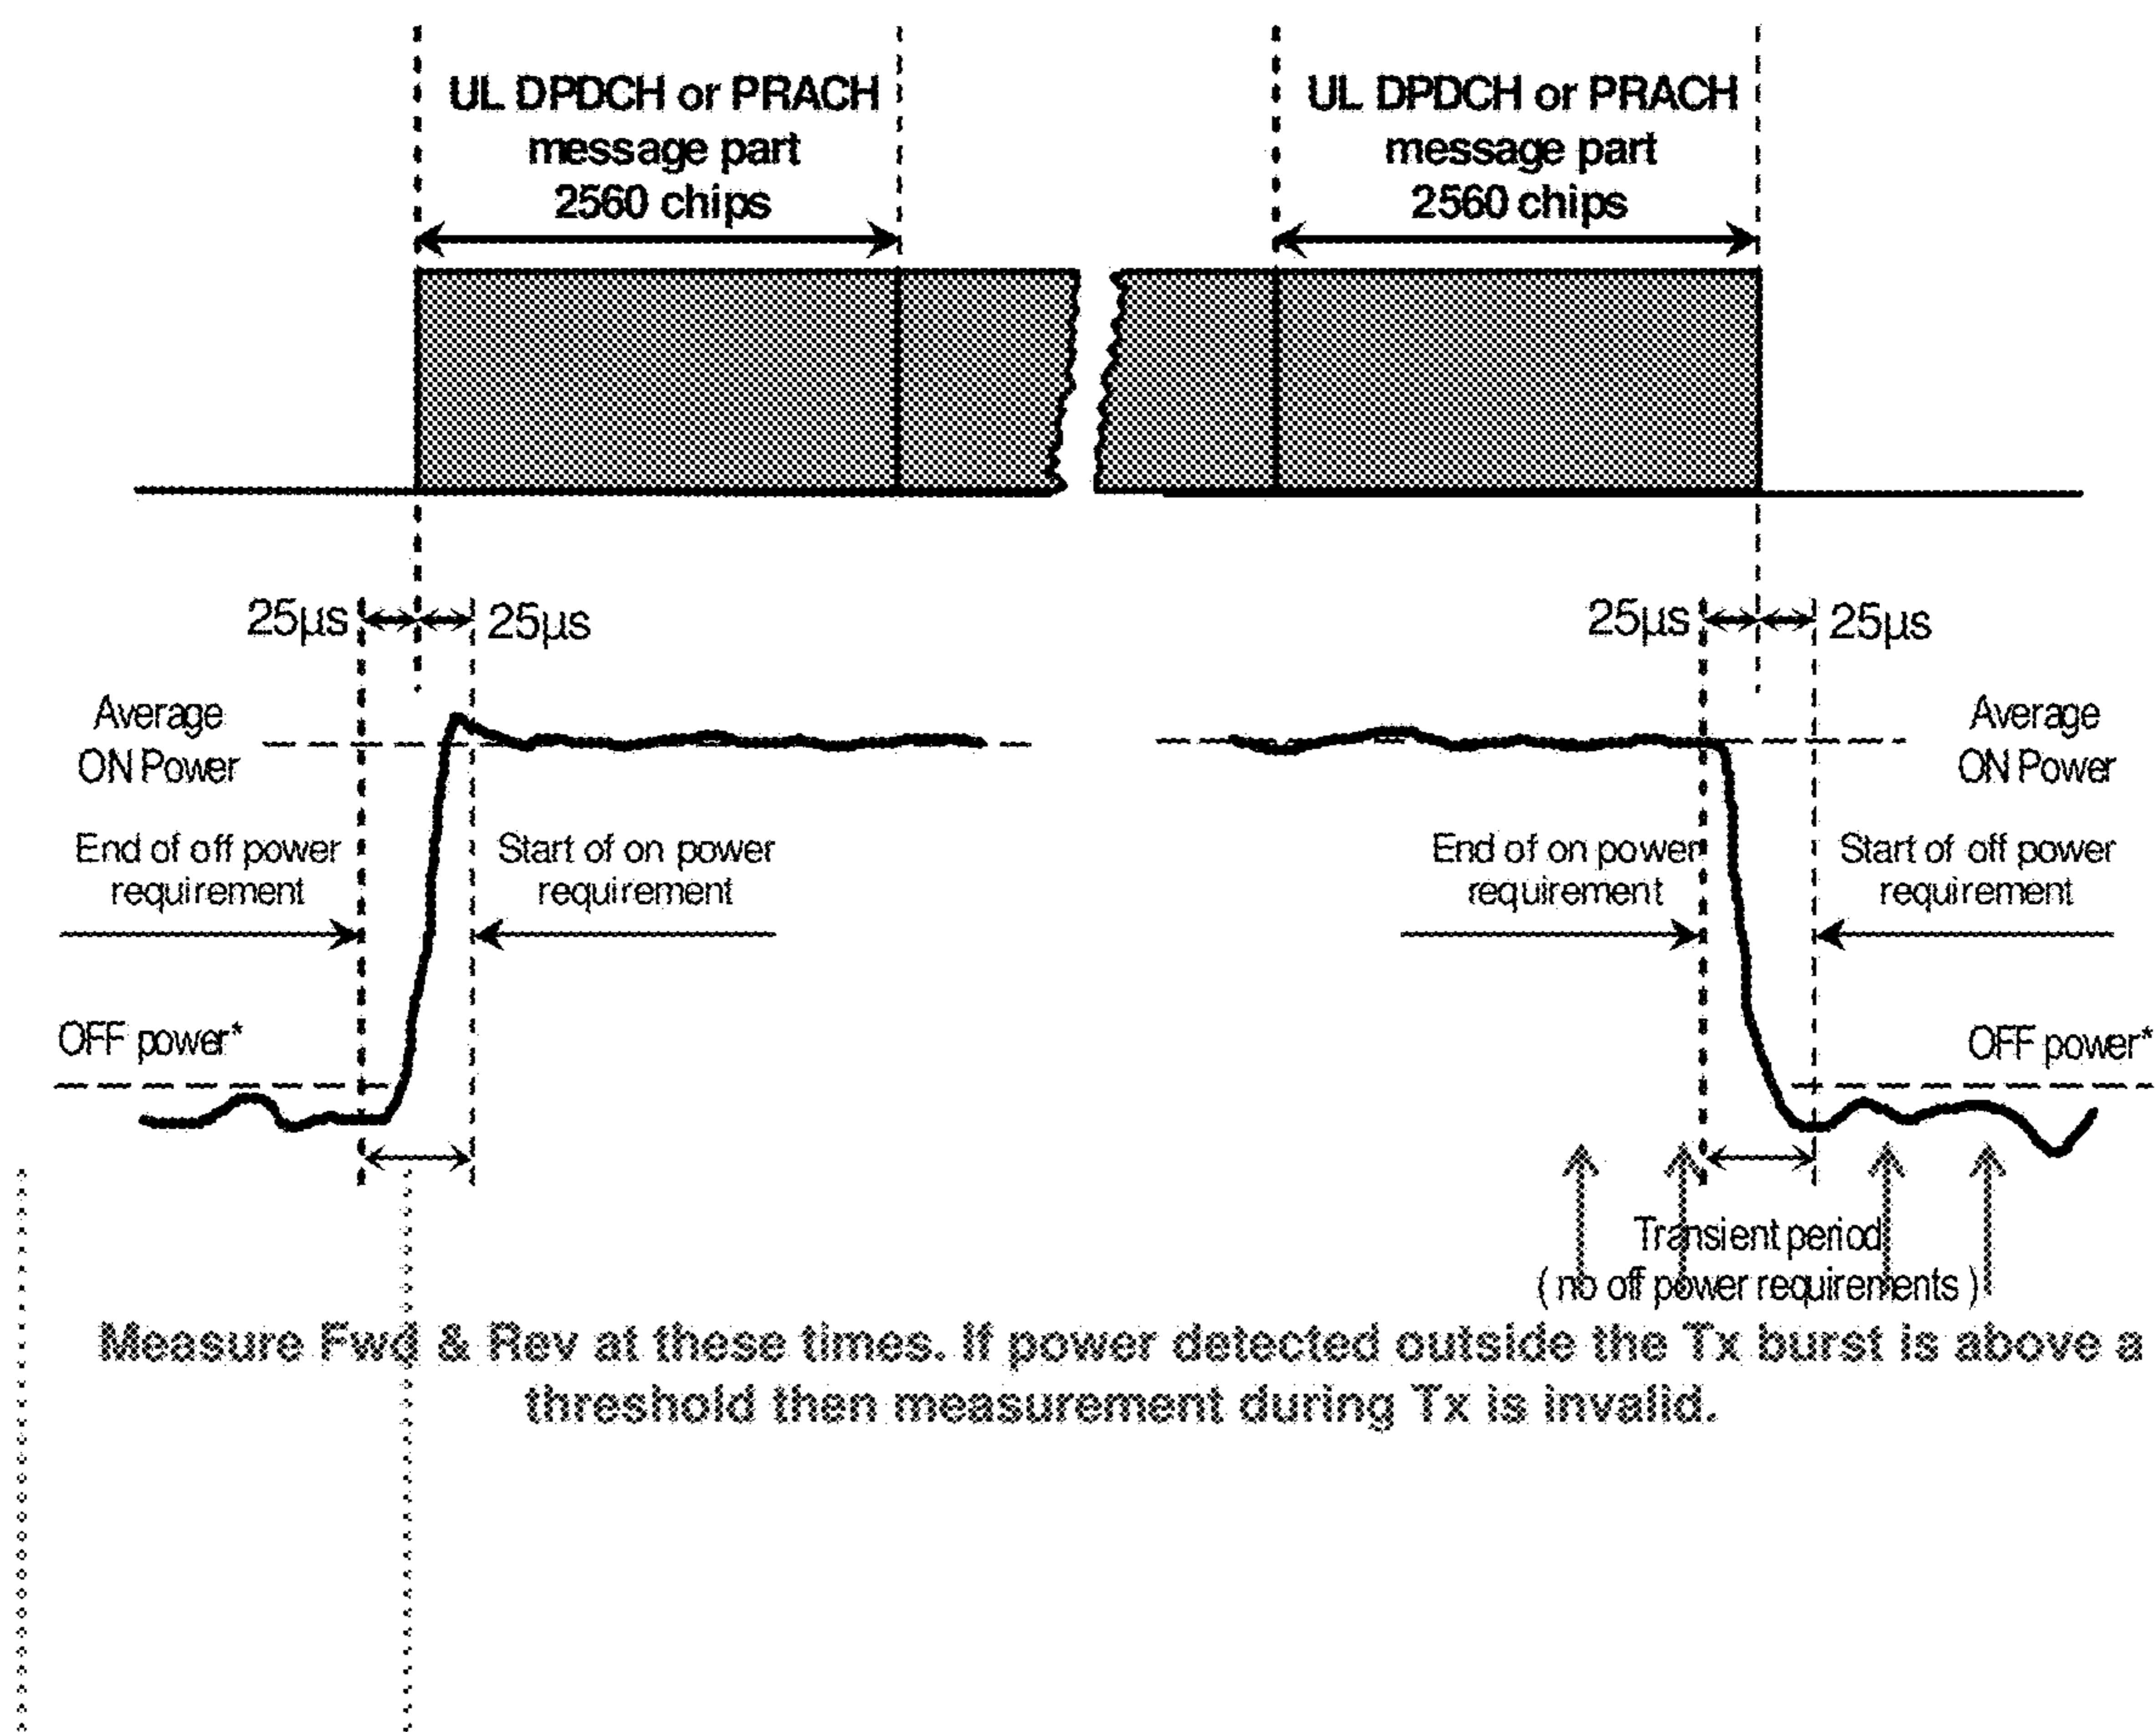 UL DPDCH or PRACH
message part
2560 chips
UL DPDCH or PRACH
message part
2560 chips
25µs
25µs
25µs
25µs
Average
ON Power
Average
ON Power
End of off power
requirement
Start of on power
requirement
End of on power
requirement
Start of off power
requirement
OFF power*
OFF power*
Transient period
( no off power requirements )
Measure Fwd & Rev at these times. If power detected outside the Tx burst is above a
threshold then measurement during Tx is invalid.